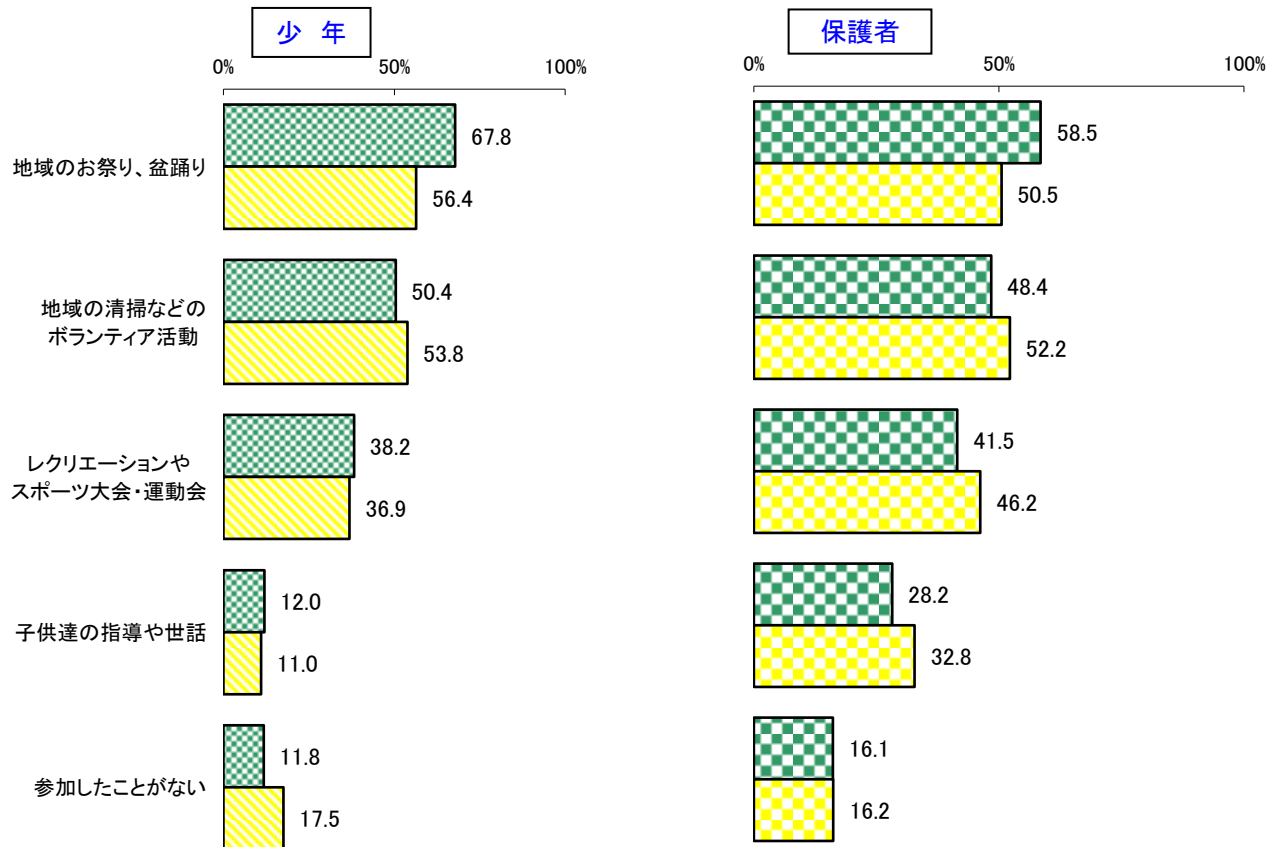 少　年
0%
50%
100%
地域のお祭り、盆踊り
67.8
56.4
地域の清掃などの
ボランティア活動
50.4
53.8
レクリエーションや
スポーツ大会・運動会
38.2
36.9
子供達の指導や世話
12.0
11.0
参加したことがない
11.8
17.5
保護者
0%
50%
100%
58.5
50.5
48.4
52.2
41.5
46.2
28.2
32.8
16.1
16.2